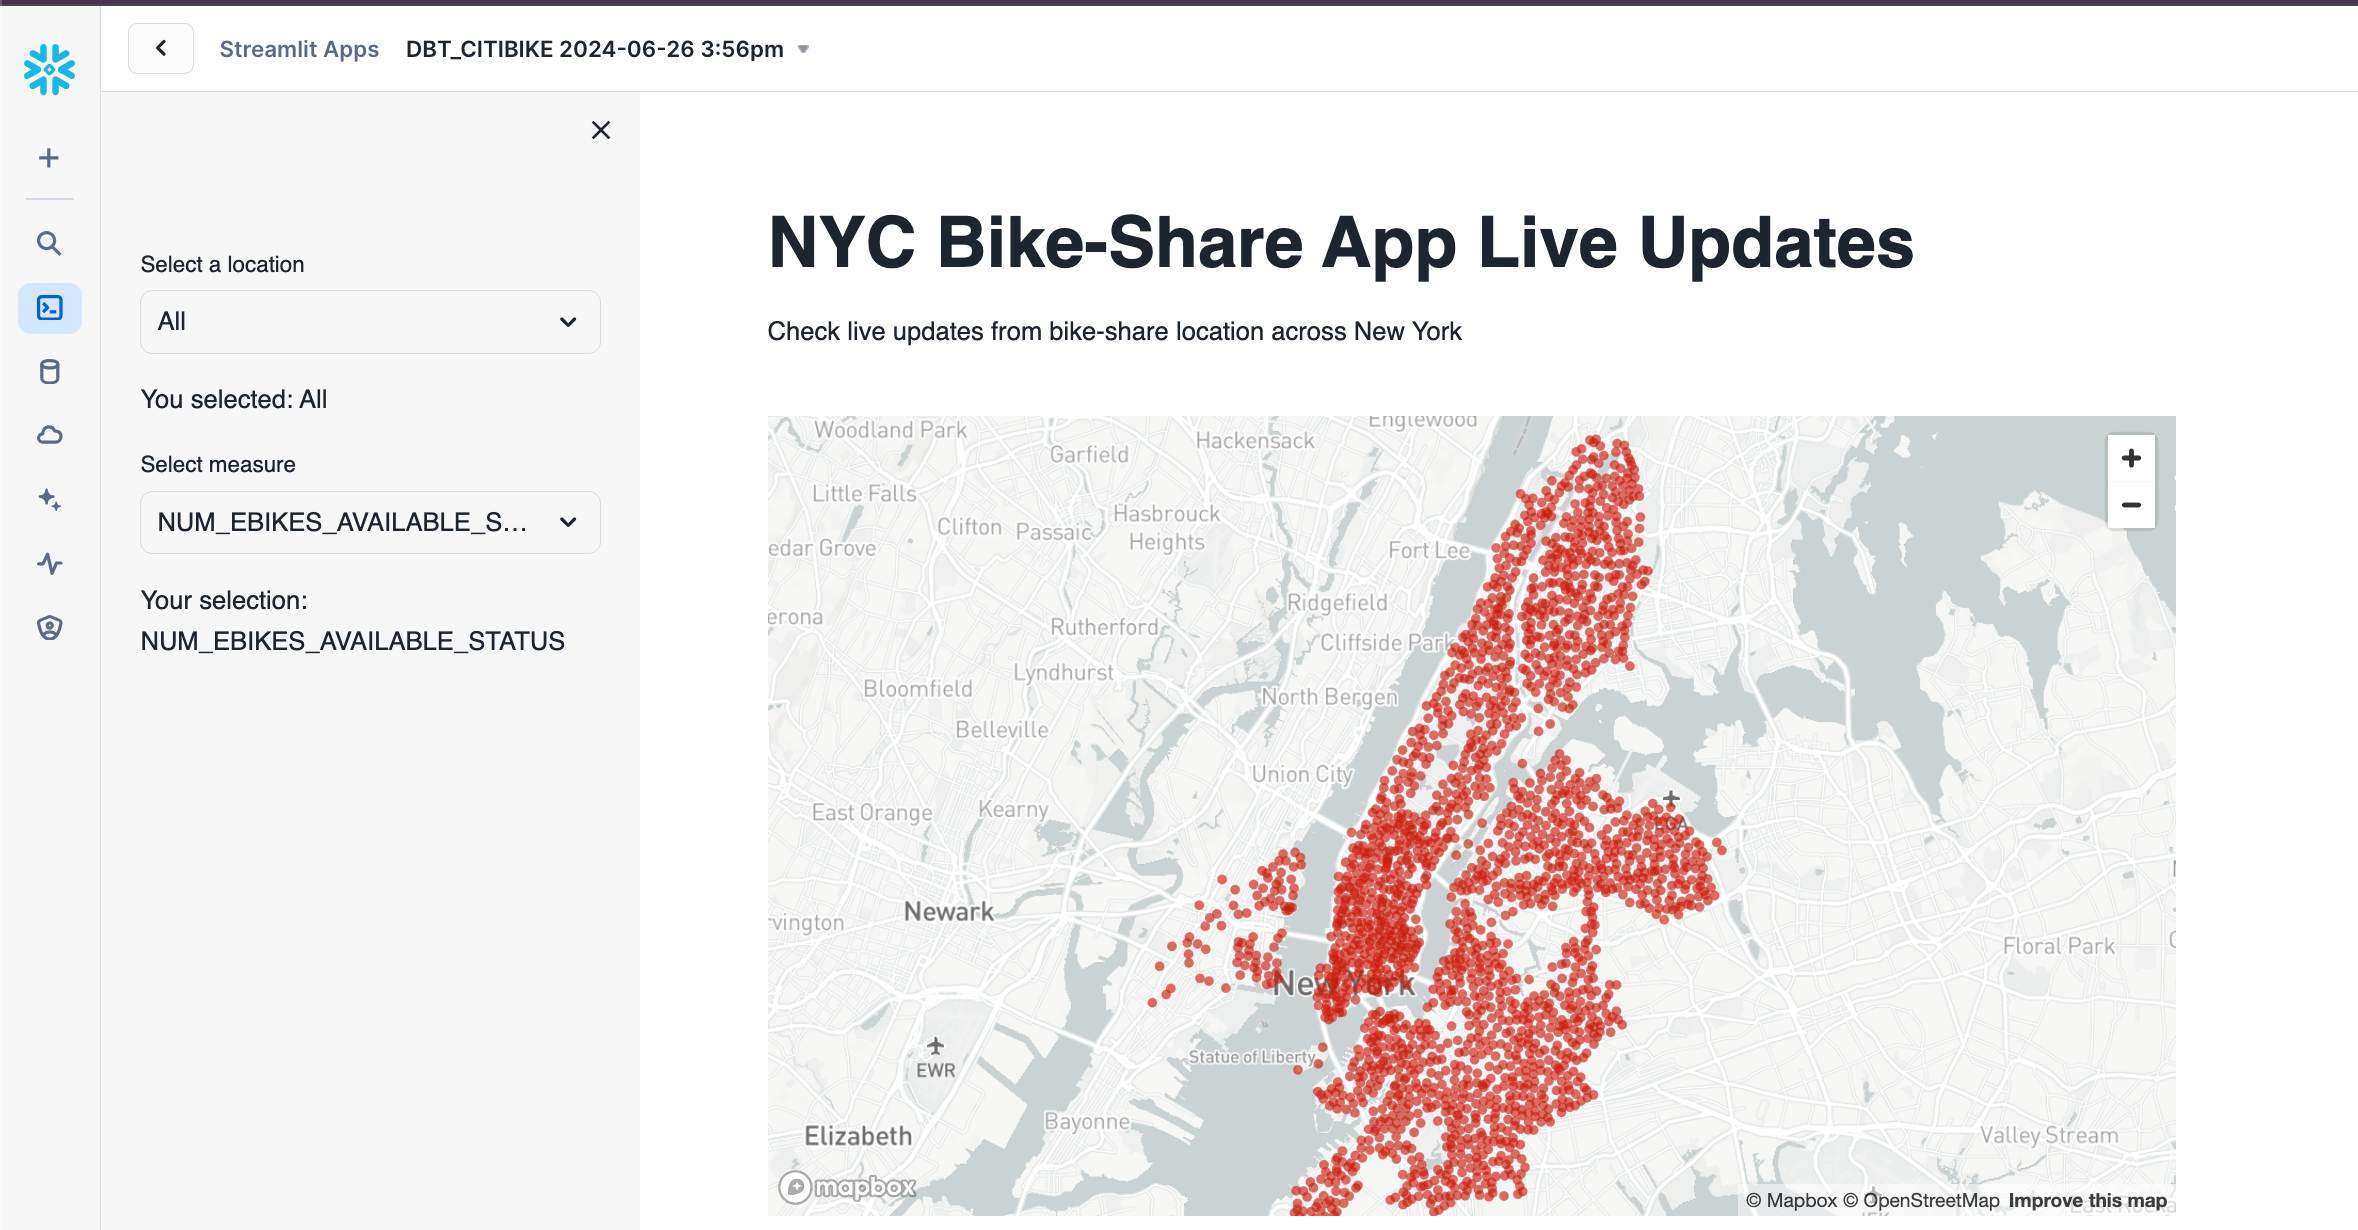 Streamlit Apps
DBT_CITIBIKE 2024-06-26 3:56pm
Select a location
All
You selected: All
Select measure
NUM_EBIKES_AVAILABLE_S...
Your selection:
NUM_EBIKES_AVAILABLE_STATUS
NYC Bike-Share App Live Updates
Check live updates from bike-share location across New York
Englewood
Woodland Park
Hackensack
Garfield
Little Falls
Hasbrouck
Heights
Clifton
Passaic
edar Grove
Fort Lee
Ridgefield
erona
Rutherford
Cliffside Park
Lyndhurst
Bloomfield
North Bergen
Belleville
Union City
East Orange
Kearny
LGA
Newark
vington
Floral Park
New York
Statue of Liberty
EWR
Bayonne
Elizabeth
Valley Stream
mapbox
© Mapbox © OpenStreetMap Improve this map